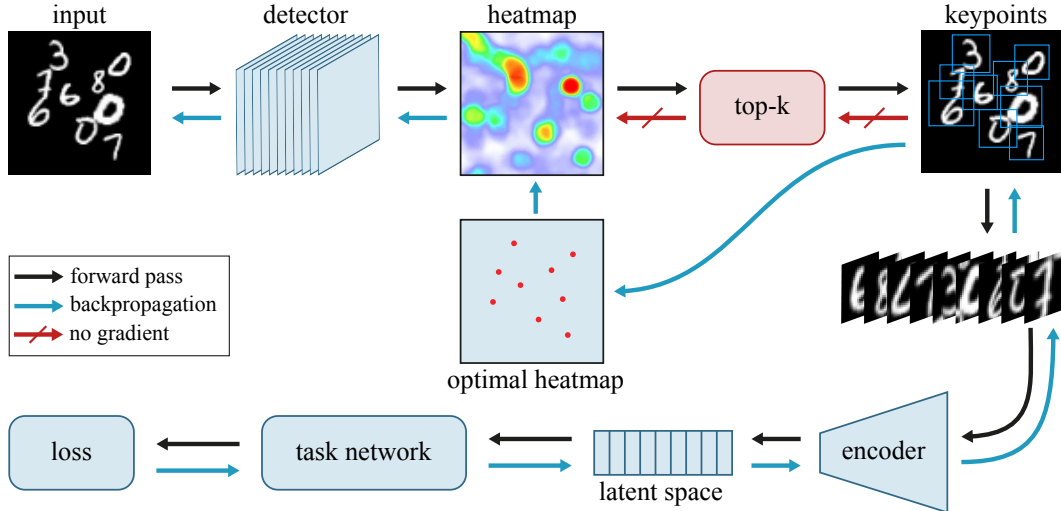 input
detector
heatmap
keypoints
top-k
forward pass
backpropagation
no gradient
optimal heatmap
loss
task network
latent space
encoder